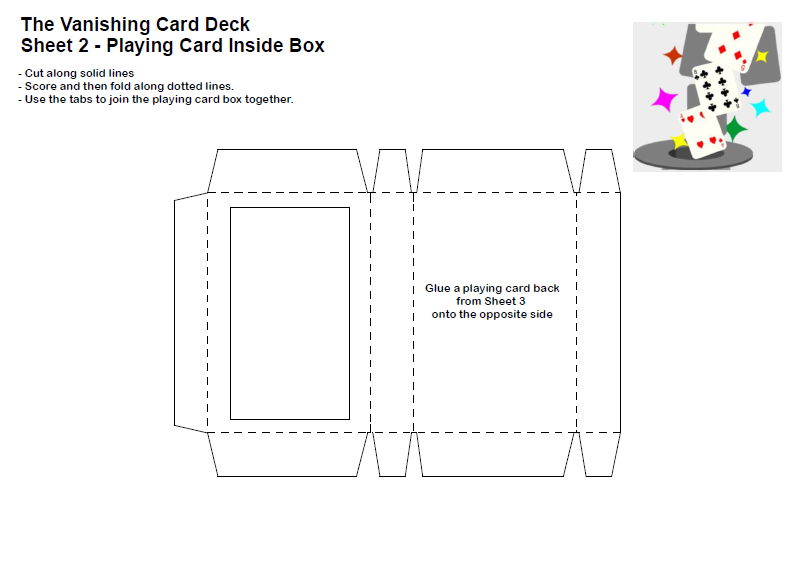 The Vanishing Card Deck
Sheet 2 - Playing Card Inside Box
- Cut along solid lines
- Score and then fold along dotted lines.
- Use the tabs to join the playing card box together.
Glue a playing card back
from Sheet 3
onto the opposite side